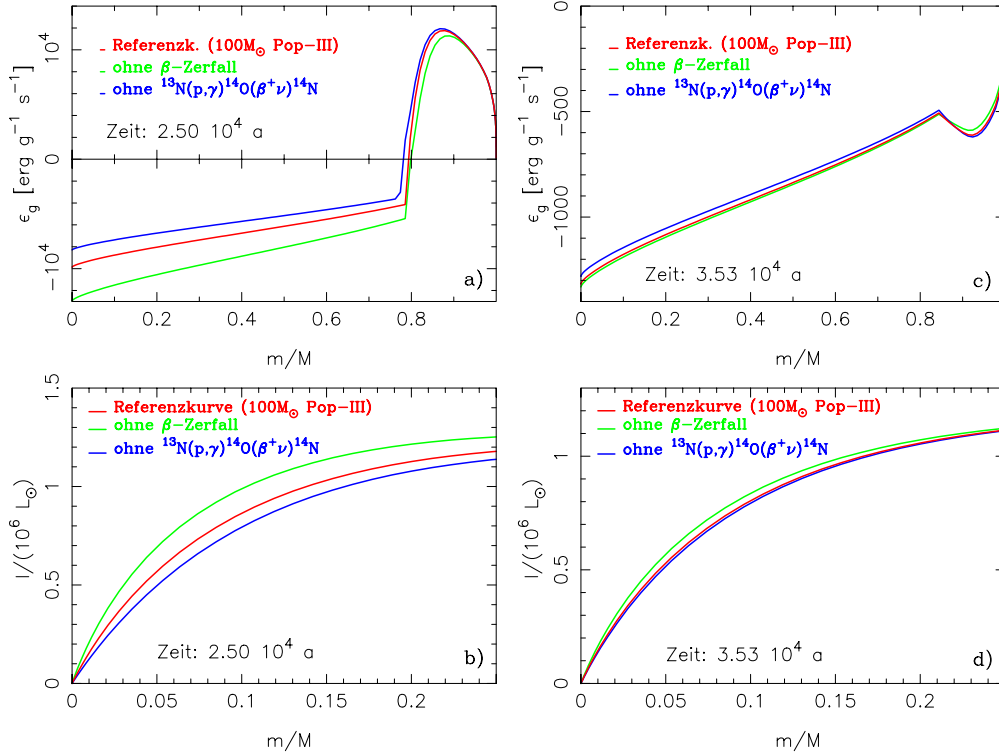 ϵg [erg g⁻¹ s⁻¹]
10⁴
0
−10⁴
Referenzk. (100M⊙ Pop−III)
ohne β−Zerfall
ohne ¹³N(p,γ)¹⁴O(β⁺ν)¹⁴N
Zeit: 2.50 10⁴ a
a)
0 0.2 0.4 0.6 0.8 1
m/M
ϵg [erg g⁻¹ s⁻¹]
0
−500
−1000
Referenzk. (100M⊙ Pop−III)
ohne β−Zerfall
ohne ¹³N(p,γ)¹⁴O(β⁺ν)¹⁴N
Zeit: 3.53 10⁴ a
c)
0 0.2 0.4 0.6 0.8
m/M
l/(10⁶ L⊙)
1.5
1
0.5
0
Referenzkurve (100M⊙ Pop−III)
ohne β−Zerfall
ohne ¹³N(p,γ)¹⁴O(β⁺ν)¹⁴N
Zeit: 2.50 10⁴ a
b)
0 0.05 0.1 0.15 0.2
m/M
l/(10⁶ L⊙)
1
0.5
0
Referenzkurve (100M⊙ Pop−III)
ohne β−Zerfall
ohne ¹³N(p,γ)¹⁴O(β⁺ν)¹⁴N
Zeit: 3.53 10⁴ a
d)
0 0.05 0.1 0.15 0.2
m/M